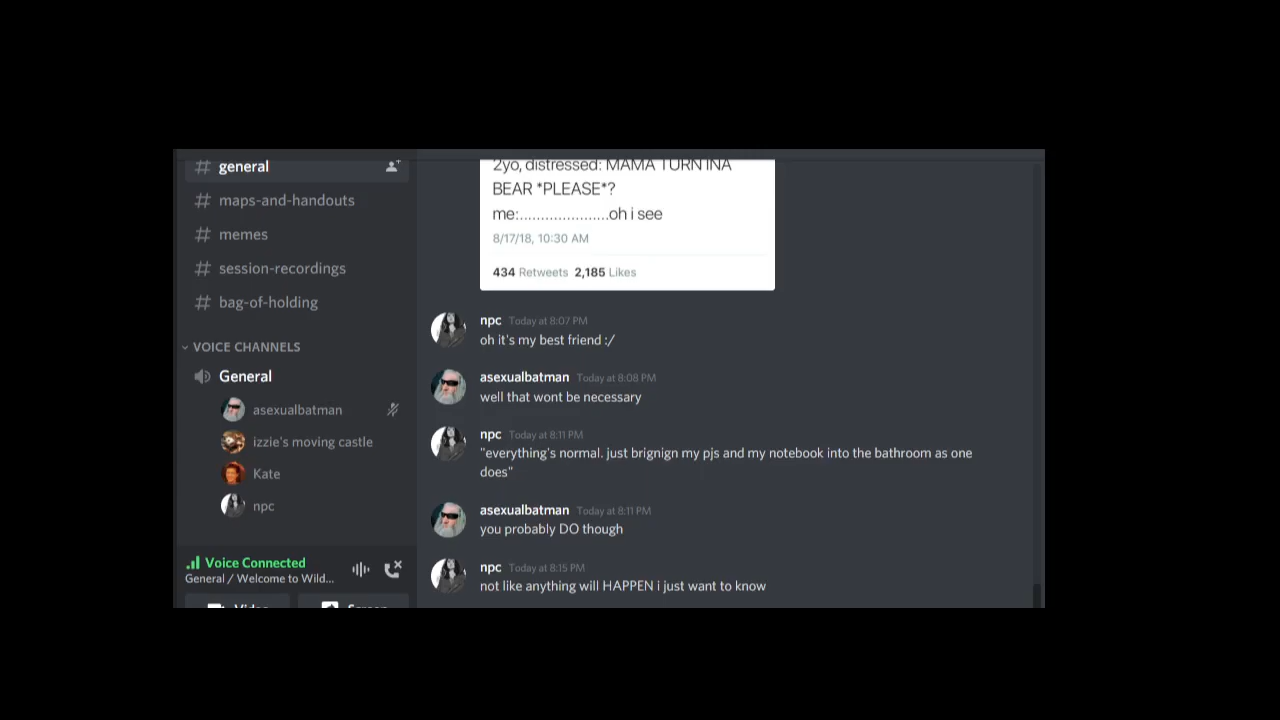 general
maps-and-handouts
memes
session-recordings
bag-of-holding
VOICE CHANNELS
General
asexualbatman
izzie's moving castle
Kate
npc
Voice Connected
General / Welcome to Wild...
Video
Screen
2yo, distressed: MAMA TURN INA
BEAR *PLEASE*?
me:.....................oh i see
8/17/18, 10:30 AM
434 Retweets 2,185 Likes
npc Today at 8:07 PM
oh it's my best friend :/
asexualbatman Today at 8:08 PM
well that wont be necessary
npc Today at 8:11 PM
"everything's normal. just brignign my pjs and my notebook into the bathroom as one
does"
asexualbatman Today at 8:11 PM
you probably DO though
npc Today at 8:15 PM
not like anything will HAPPEN i just want to know